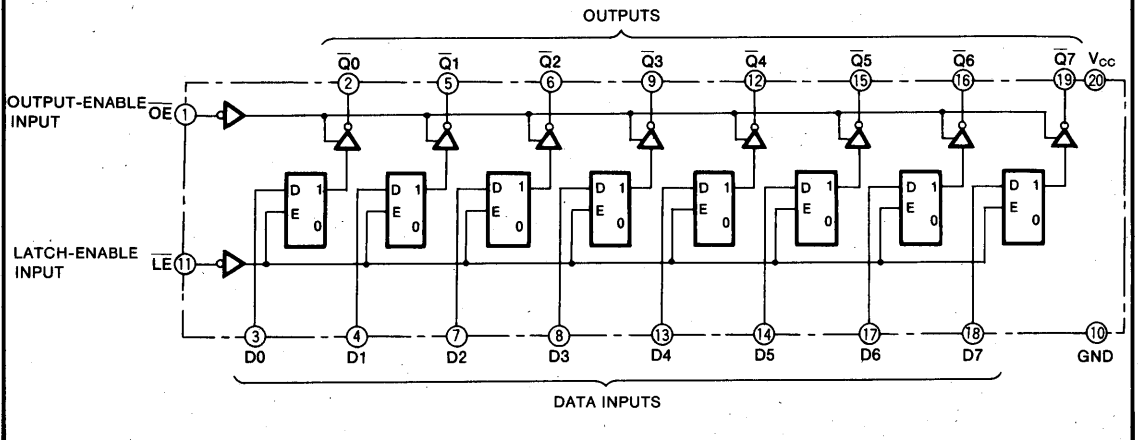 OUTPUTS
Q̅0 Q̅1 Q̅2 Q̅3 Q̅4 Q̅5 Q̅6 Q̅7 VCC
2 5 6 9 12 15 16 19 20
OUTPUT-ENABLE O̅E̅ 1
INPUT
D 1 D 1 D 1 D 1 D 1 D 1 D 1 D 1
E E E E E E E E
0 0 0 0 0 0 0 0
LATCH-ENABLE L̅E̅ 11
INPUT
3 4 7 8 13 14 17 18 10
D0 D1 D2 D3 D4 D5 D6 D7 GND
DATA INPUTS